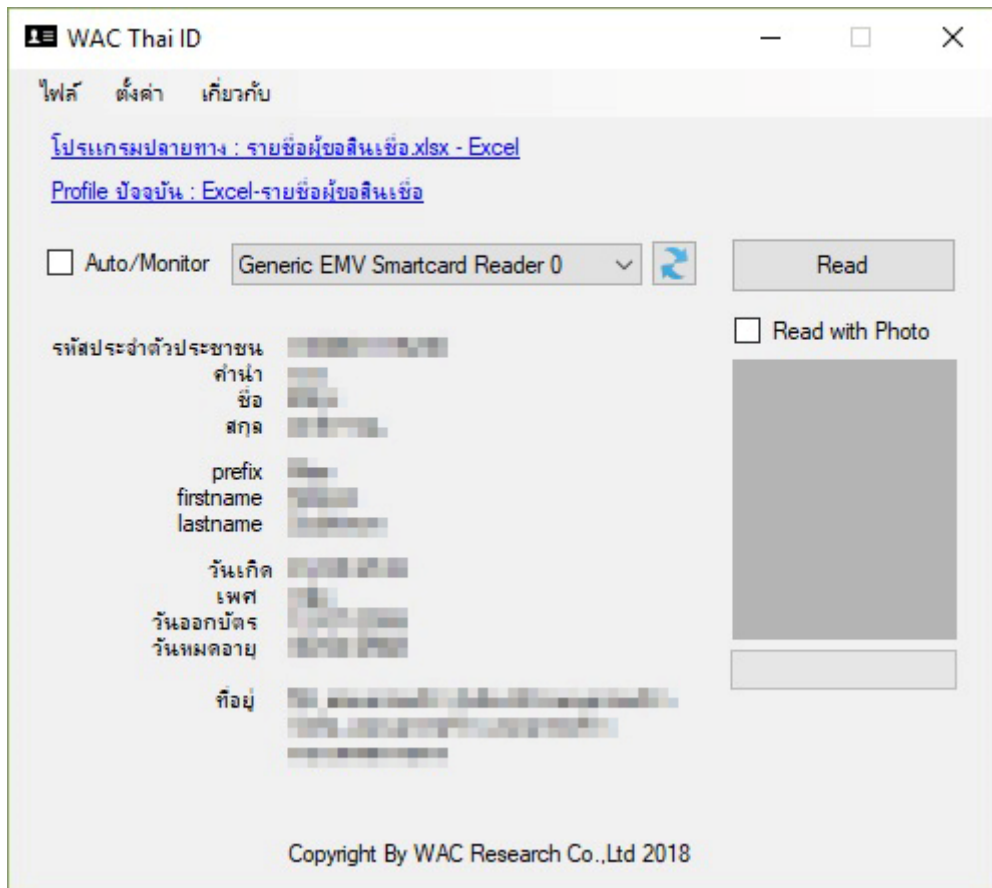 WAC Thai ID
ไฟล์ ตั้งค่า เกี่ยวกับ
โปรแกรมปลายทาง : รายชื่อผู้ขอสินเชื่อ.xlsx - Excel
Profile ปัจจุบัน : Excel-รายชื่อผู้ขอสินเชื่อ
Auto/Monitor Generic EMV Smartcard Reader 0 Read
Read with Photo
รหัสประจำตัวประชาชน
คำนำ
ชื่อ
สกุล
prefix
firstname
lastname
วันเกิด
เพศ
วันออกบัตร
วันหมดอายุ
ที่อยู่
Copyright By WAC Research Co.,Ltd 2018